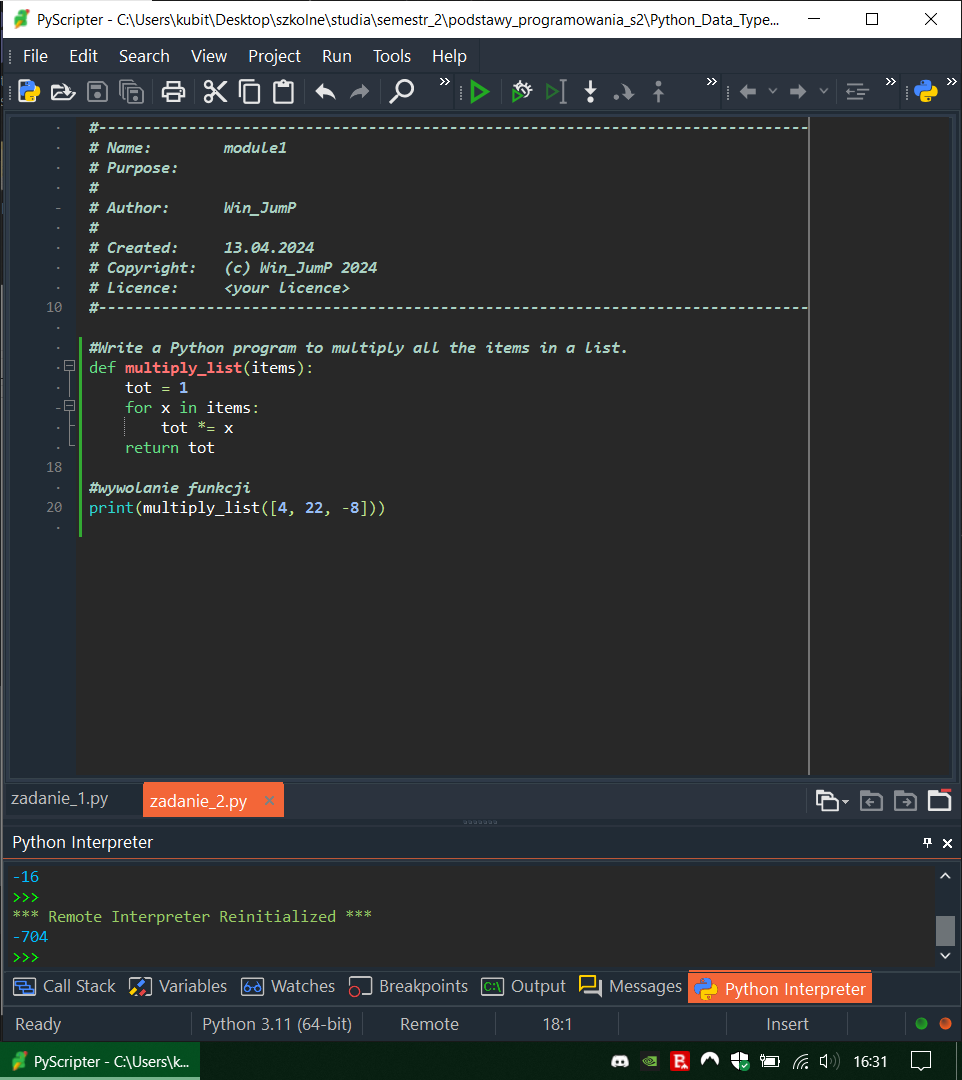 PyScripter - C:\Users\kubit\Desktop\szkolne\studia\semestr_2\podstawy_programowania_s2\Python_Data_Type...
File Edit Search View Project Run Tools Help
#-------------------------------------------------------------------------------
# Name:        module1
# Purpose:
#
# Author:      Win_JumP
#
# Created:     13.04.2024
# Copyright:   (c) Win_JumP 2024
# Licence:     <your licence>
10 #-------------------------------------------------------------------------------
#Write a Python program to multiply all the items in a list.
def multiply_list(items):
    tot = 1
    for x in items:
        tot *= x
    return tot
18
#wywolanie funkcji
20 print(multiply_list([4, 22, -8]))
zadanie_1.py zadanie_2.py
Python Interpreter
-16
>>>
*** Remote Interpreter Reinitialized ***
-704
>>>
Call Stack Variables Watches Breakpoints Output Messages Python Interpreter
Ready Python 3.11 (64-bit) Remote 18:1 Insert
PyScripter - C:\Users\k... 16:31